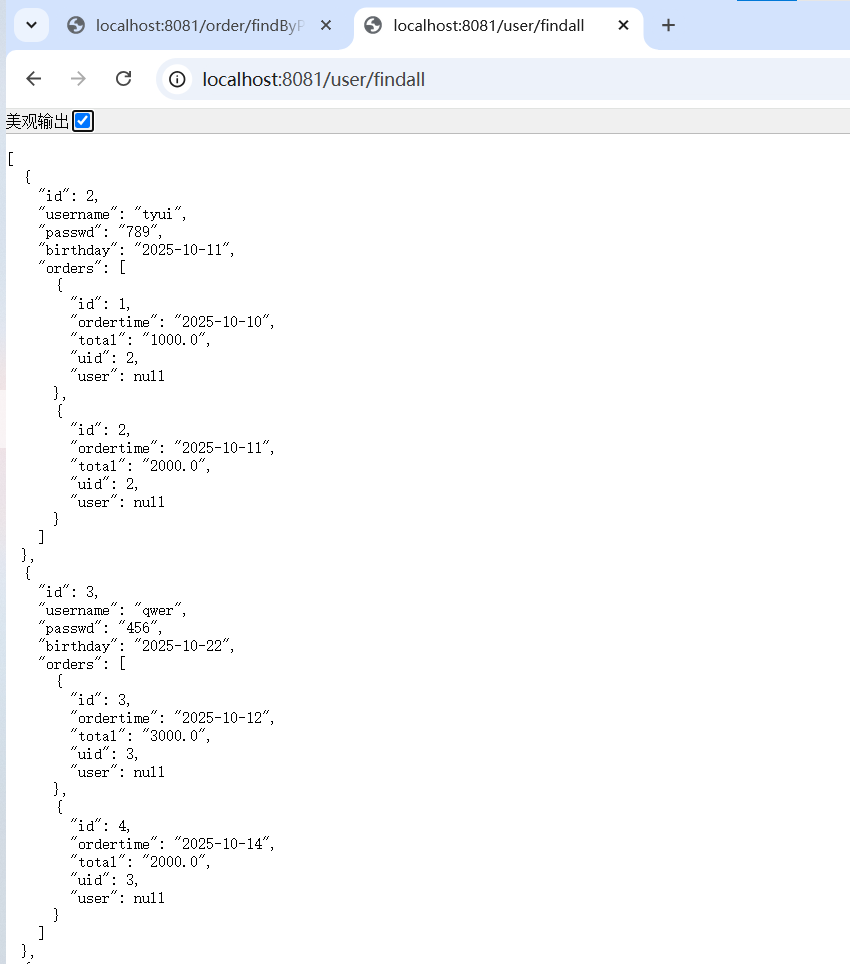 localhost:8081/order/findByP
localhost:8081/user/findall
localhost:8081/user/findall
美观输出
[
  {
    "id": 2,
    "username": "tyui",
    "passwd": "789",
    "birthday": "2025-10-11",
    "orders": [
      {
        "id": 1,
        "ordertime": "2025-10-10",
        "total": "1000.0",
        "uid": 2,
        "user": null
      },
      {
        "id": 2,
        "ordertime": "2025-10-11",
        "total": "2000.0",
        "uid": 2,
        "user": null
      }
    ]
  },
  {
    "id": 3,
    "username": "qwer",
    "passwd": "456",
    "birthday": "2025-10-22",
    "orders": [
      {
        "id": 3,
        "ordertime": "2025-10-12",
        "total": "3000.0",
        "uid": 3,
        "user": null
      },
      {
        "id": 4,
        "ordertime": "2025-10-14",
        "total": "2000.0",
        "uid": 3,
        "user": null
      }
    ]
  },